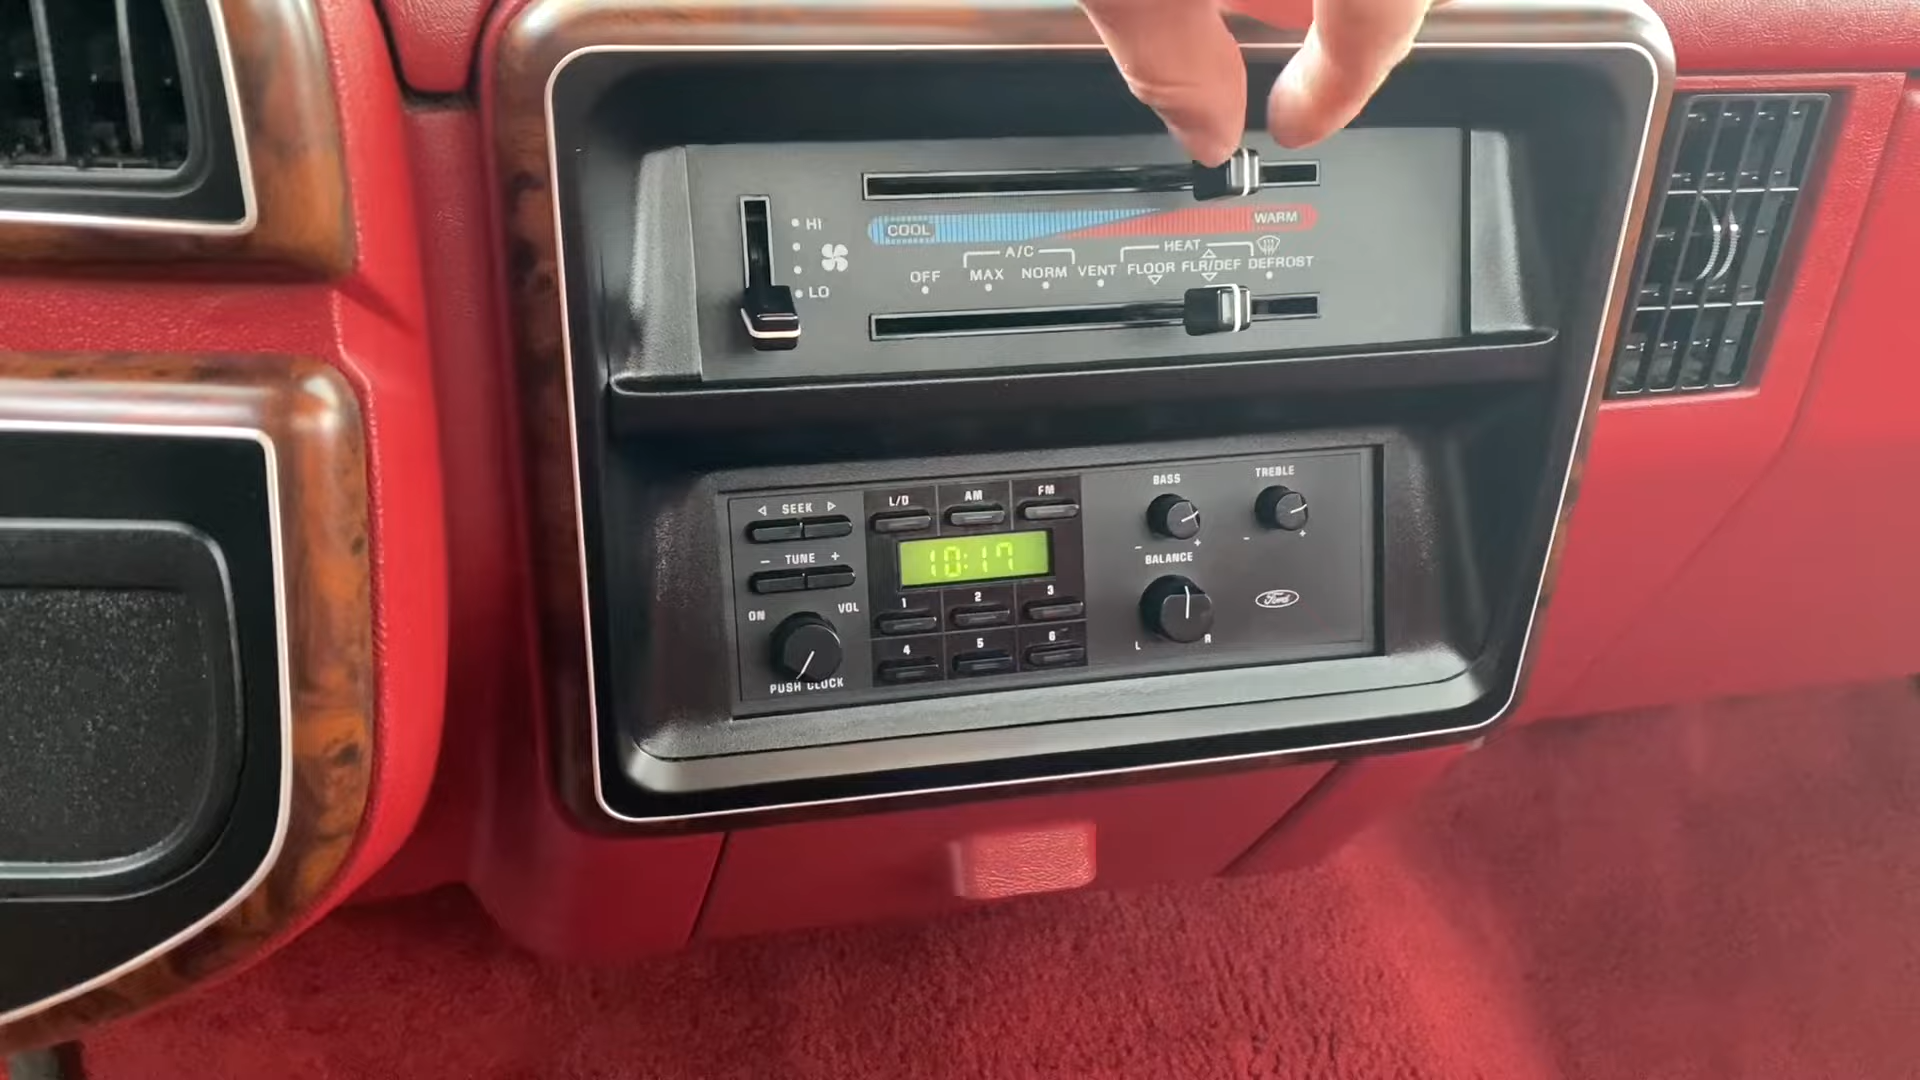 HI
LO
COOL
WARM
A/C
HEAT
OFF
MAX
NORM
VENT
FLOOR
FLR/DEF
DEFROST
SEEK
L/D
AM
FM
BASS
TREBLE
- TUNE +
10:17
- +
- +
BALANCE
ON
VOL
1
2
3
Ford
4
5
6
L
R
PUSH CLOCK